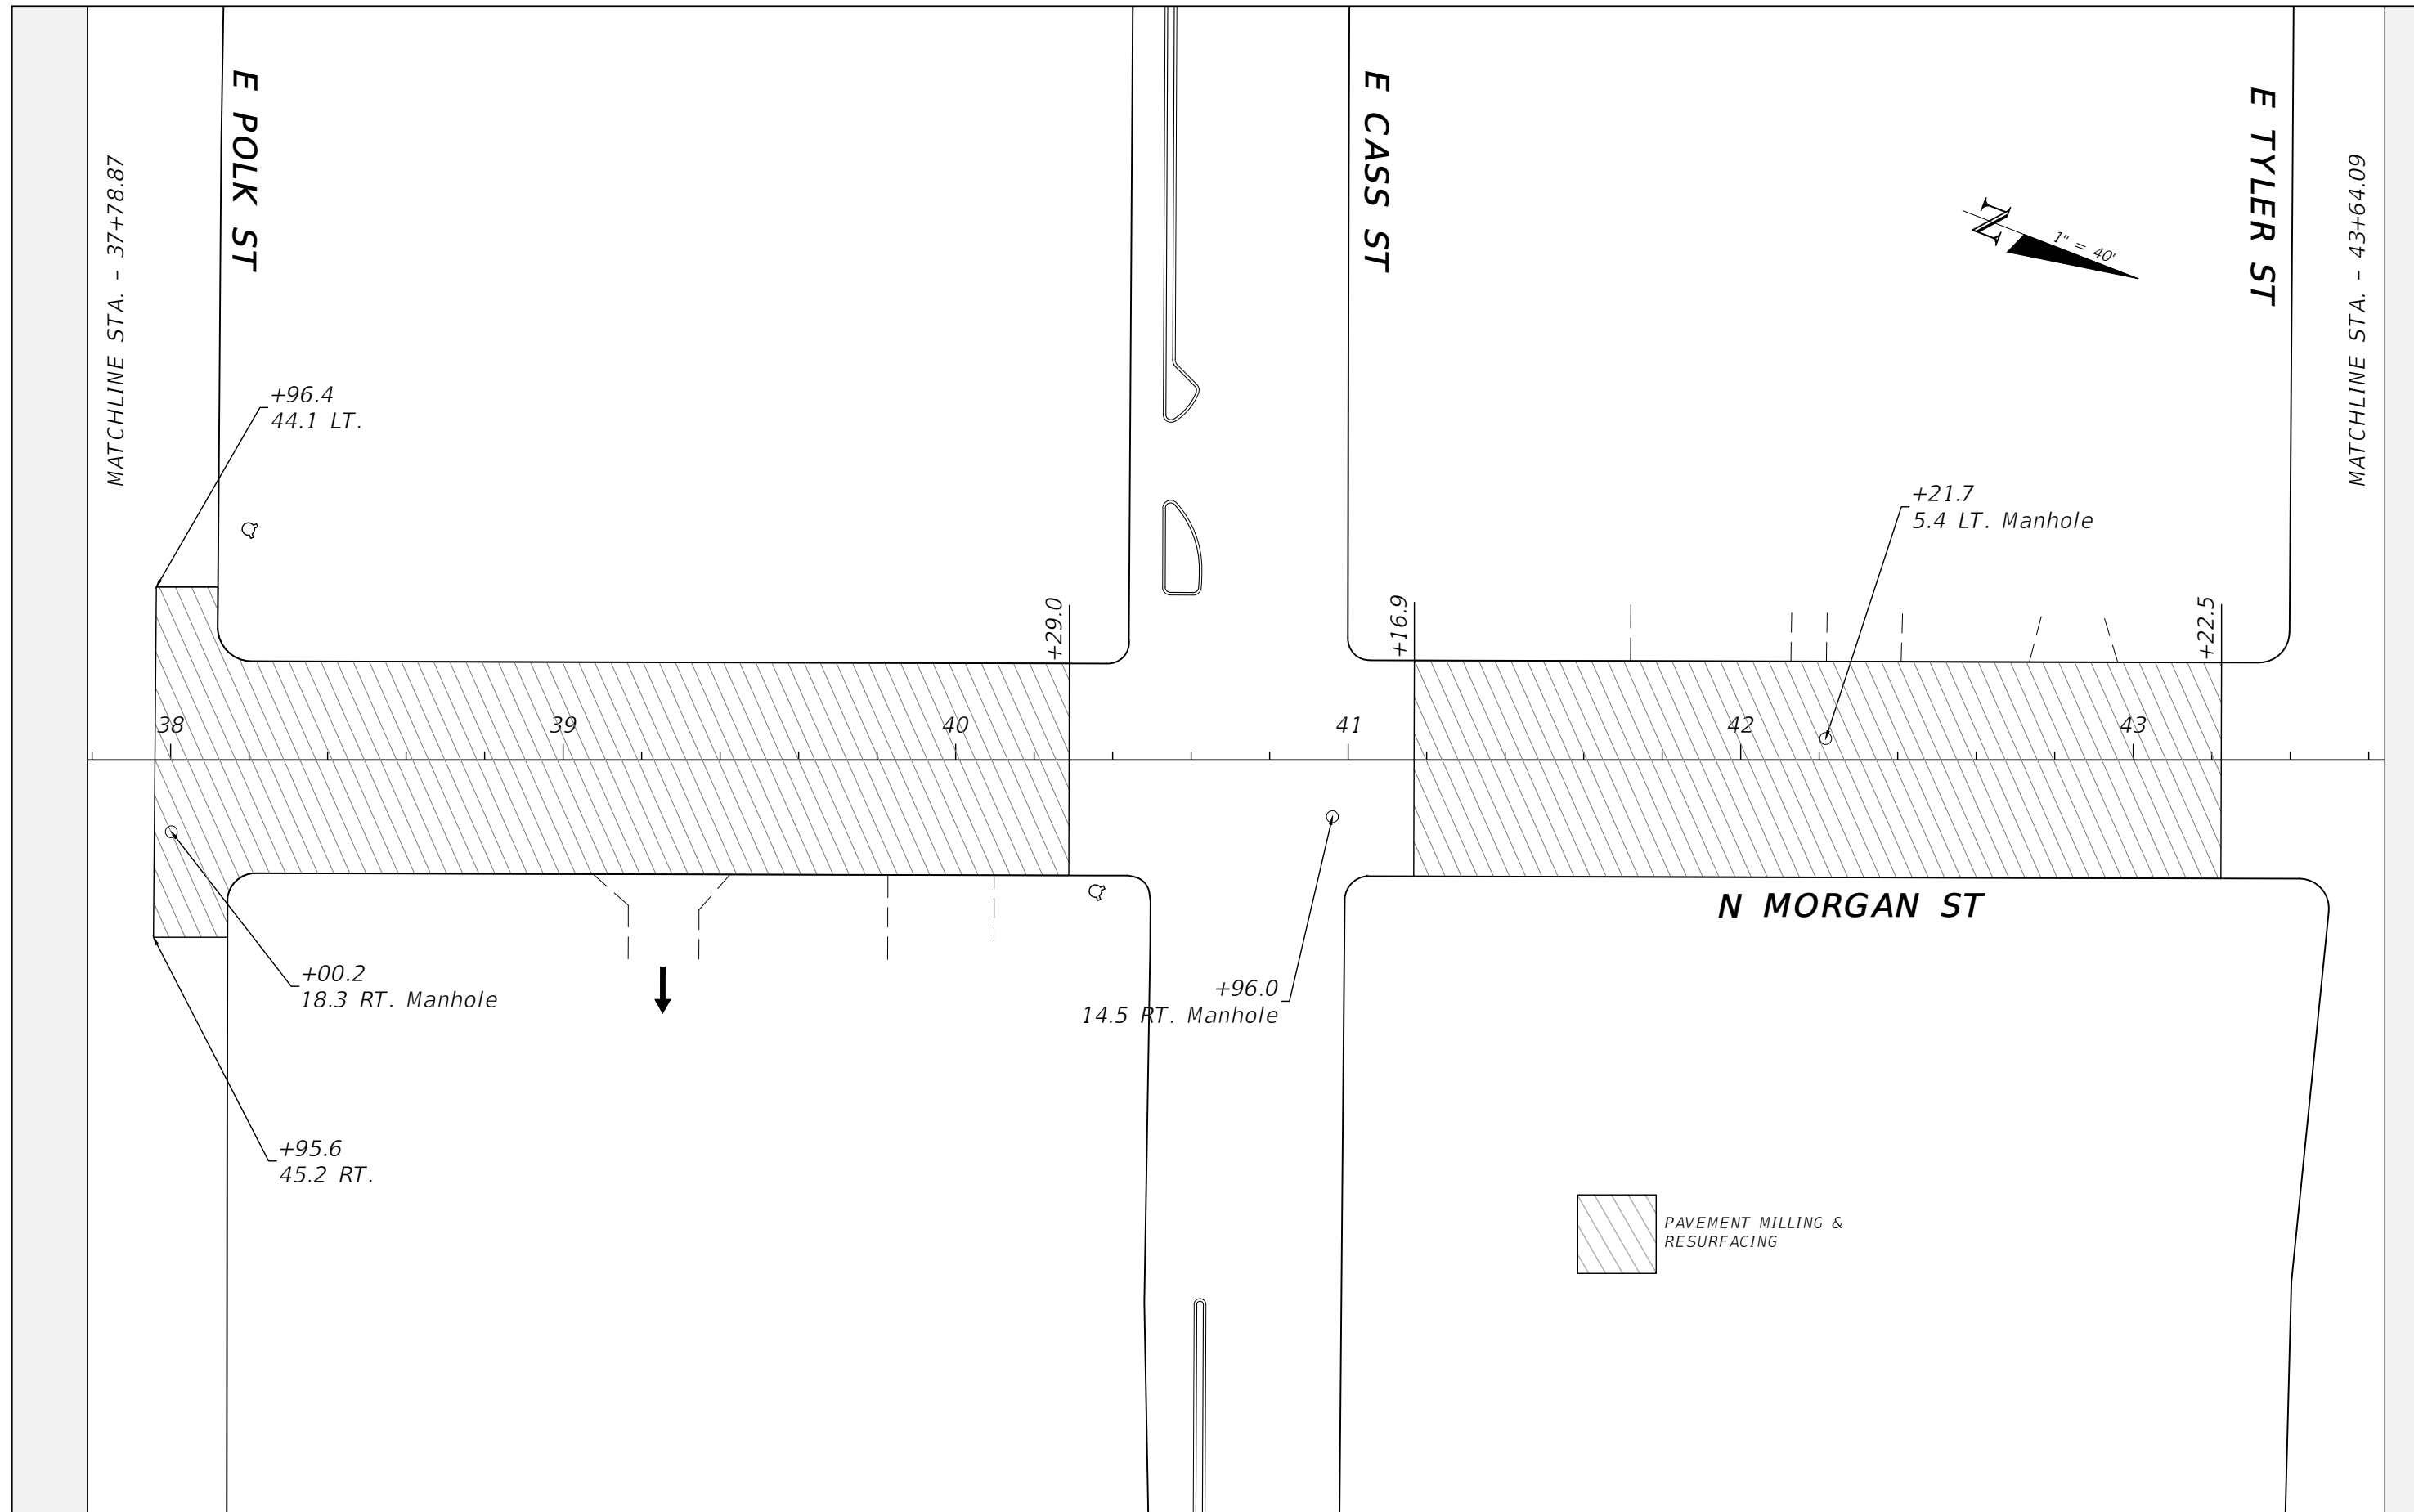 E POLK ST
E CASS ST
E TYLER ST
MATCHLINE STA. - 37+78.87
MATCHLINE STA. - 43+64.09
N
1" = 40'
+96.4
44.1 LT.
+21.7
5.4 LT. Manhole
+29.0
+16.9
+22.5
38
39
40
41
42
43
N MORGAN ST
+00.2
18.3 RT. Manhole
+96.0
14.5 RT. Manhole
+95.6
45.2 RT.
PAVEMENT MILLING &
RESURFACING